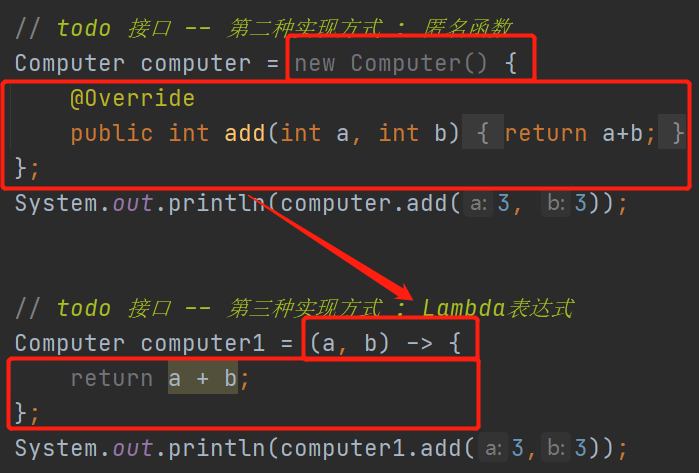 // todo 接口 -- 第二种实现方式 : 匿名函数
Computer computer = new Computer() {
@Override
public int add(int a, int b) { return a+b; }
};
System.out.println(computer.add( a: 3, b: 3));
// todo 接口 -- 第三种实现方式 : Lambda表达式
Computer computer1 = (a, b) -> {
return a + b;
};
System.out.println(computer1.add( a: 3, b: 3));